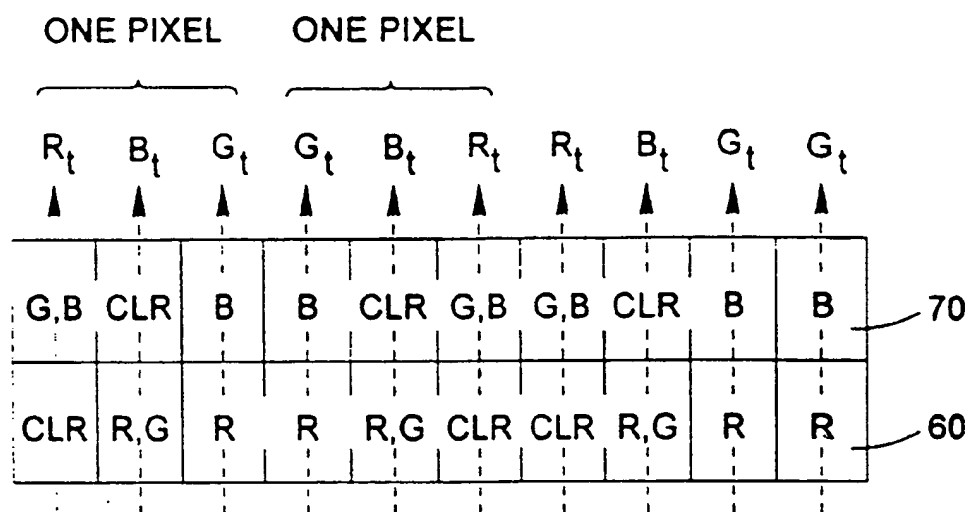 ONE PIXEL ONE PIXEL
Rt Bt Gt Gt Bt Rt Rt Bt Gt Gt
G,B CLR B B CLR G,B G,B CLR B B 70
CLR R,G R R R,G CLR CLR R,G R R 60